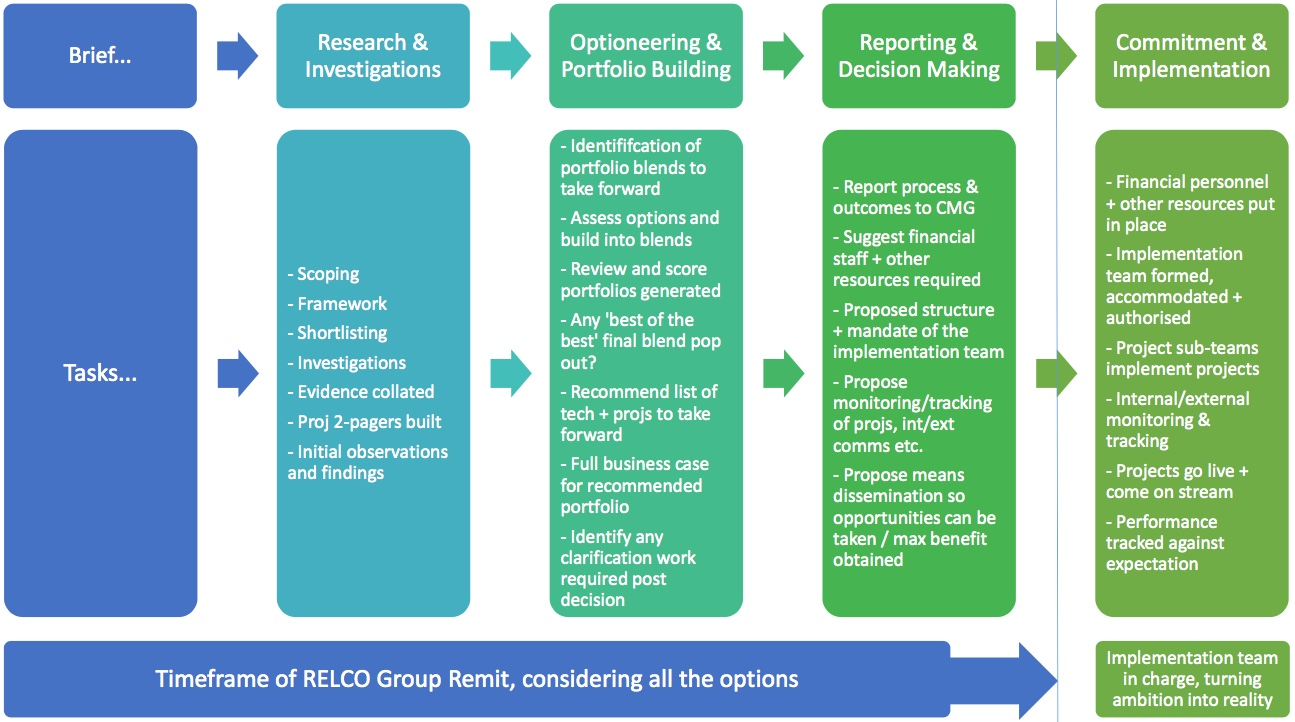 Brief...
Research &
Investigations
Optioneering &
Portfolio Building
Reporting &
Decision Making
Commitment &
Implementation
Tasks...
- Scoping
- Framework
- Shortlisting
- Investigations
- Evidence collated
- Proj 2-pagers built
- Initial observations
and findings
- Identififcation of
portfolio blends to
take forward
- Assess options and
build into blends
- Review and score
portfolios generated
- Any 'best of the
best' final blend pop
out?
- Recommend list of
tech + projs to take
forward
- Full business case
for recommended
portfolio
- Identify any
clarification work
required post
decision
- Report process &
outcomes to CMG
- Suggest financial
staff + other
resources required
- Proposed structure
+ mandate of the
implementation team
- Propose
monitoring/tracking
of projs, int/ext
comms etc.
- Propose means
dissemination so
opportunities can be
taken / max benefit
obtained
- Financial personnel
+ other resources put
in place
- Implementation
team formed,
accommodated +
authorised
- Project sub-teams
implement projects
- Internal/external
monitoring &
tracking
- Projects go live +
come on stream
- Performance
tracked against
expectation
Timeframe of RELCO Group Remit, considering all the options
Implementation team
in charge, turning
ambition into reality